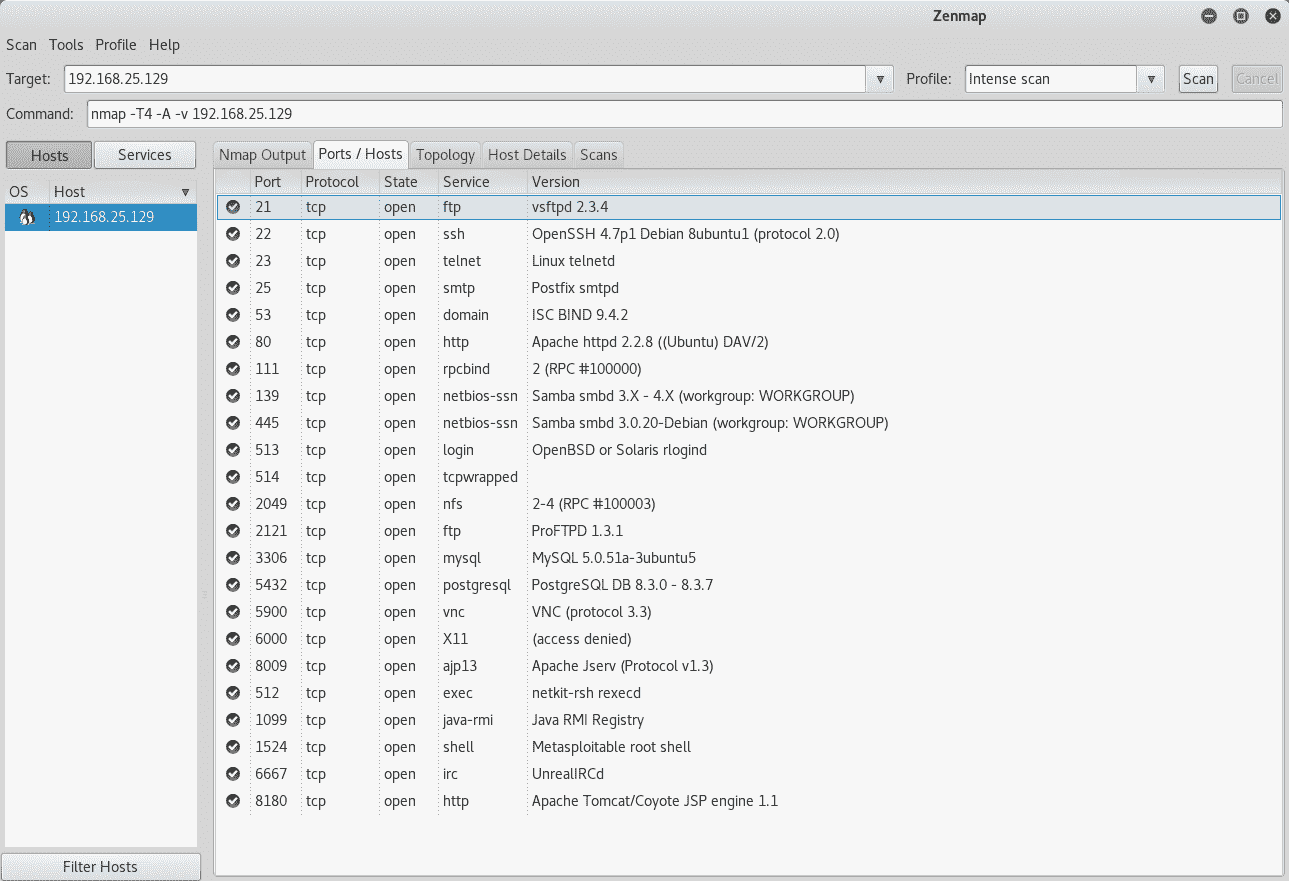 Zenmap
Scan Tools Profile Help
Target: 192.168.25.129 Profile: Intense scan Scan Cancel
Command: nmap -T4 -A -v 192.168.25.129
Hosts Services Nmap Output Ports / Hosts Topology Host Details Scans
OS Host Port Protocol State Service Version
192.168.25.129
21 tcp open ftp vsftpd 2.3.4
22 tcp open ssh OpenSSH 4.7p1 Debian 8ubuntu1 (protocol 2.0)
23 tcp open telnet Linux telnetd
25 tcp open smtp Postfix smtpd
53 tcp open domain ISC BIND 9.4.2
80 tcp open http Apache httpd 2.2.8 ((Ubuntu) DAV/2)
111 tcp open rpcbind 2 (RPC #100000)
139 tcp open netbios-ssn Samba smbd 3.X - 4.X (workgroup: WORKGROUP)
445 tcp open netbios-ssn Samba smbd 3.0.20-Debian (workgroup: WORKGROUP)
513 tcp open login OpenBSD or Solaris rlogind
514 tcp open tcpwrapped
2049 tcp open nfs 2-4 (RPC #100003)
2121 tcp open ftp ProFTPD 1.3.1
3306 tcp open mysql MySQL 5.0.51a-3ubuntu5
5432 tcp open postgresql PostgreSQL DB 8.3.0 - 8.3.7
5900 tcp open vnc VNC (protocol 3.3)
6000 tcp open X11 (access denied)
8009 tcp open ajp13 Apache Jserv (Protocol v1.3)
512 tcp open exec netkit-rsh rexecd
1099 tcp open java-rmi Java RMI Registry
1524 tcp open shell Metasploitable root shell
6667 tcp open irc UnrealIRCd
8180 tcp open http Apache Tomcat/Coyote JSP engine 1.1
Filter Hosts